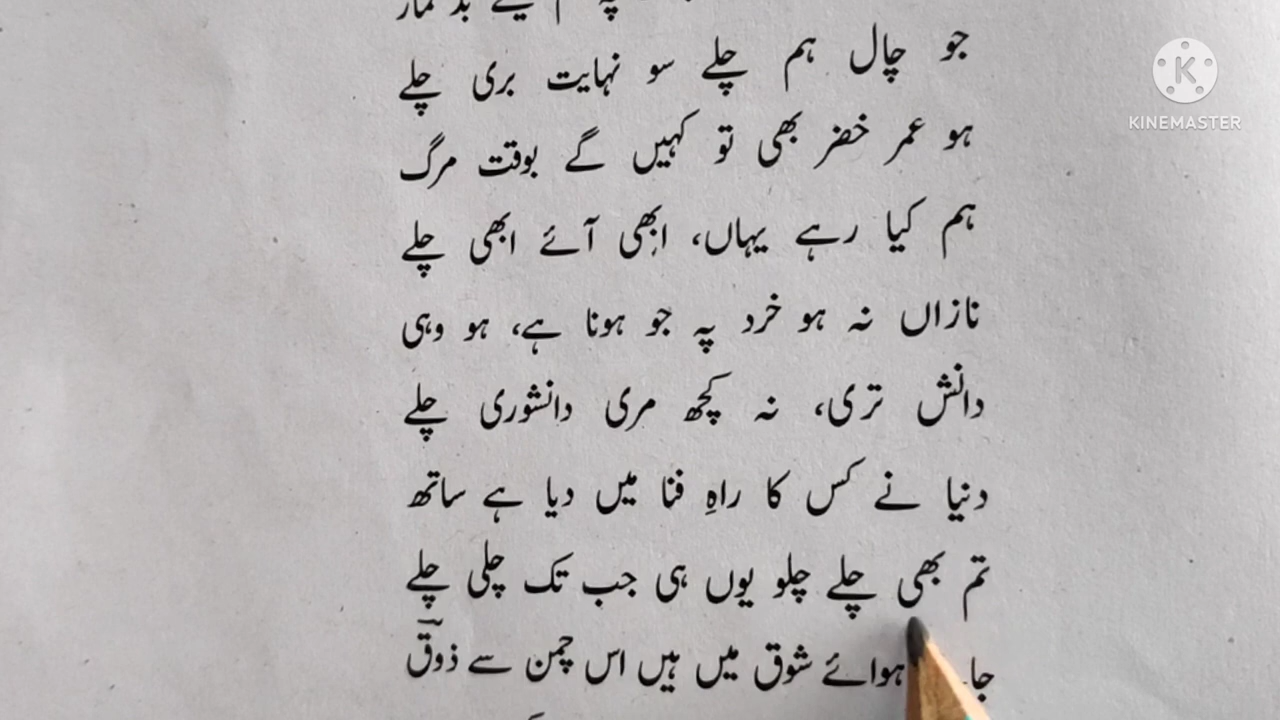 جو چال ہم چلے سو نہایت بری چلے
ہو عمر خضر بھی تو کہیں گے بوقت مرگ
ہم کیا رہے یہاں، ابھی آئے ابھی چلے
نازاں نہ ہو خرد پہ جو ہونا ہے، ہو وہی
دانش تری، نہ کچھ مری دانشوری چلے
دنیا نے کس کا راہِ فنا میں دیا ہے ساتھ
تم بھی چلے چلو یوں ہی جب تک چلی چلے
ہوائے شوق میں ہیں اس چمن سے ذوقؔ
KINEMASTER